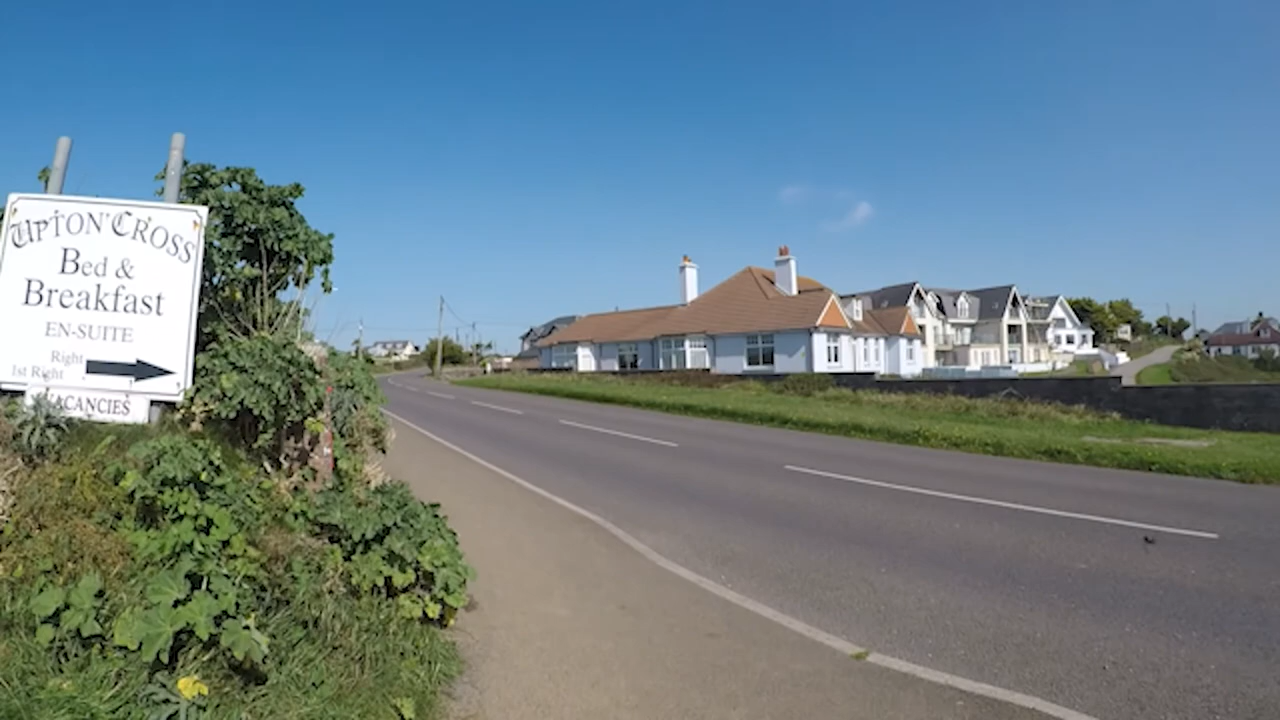 UPTON CROSS
Bed &
Breakfast
EN-SUITE
Right
1st Right
VACANCIES